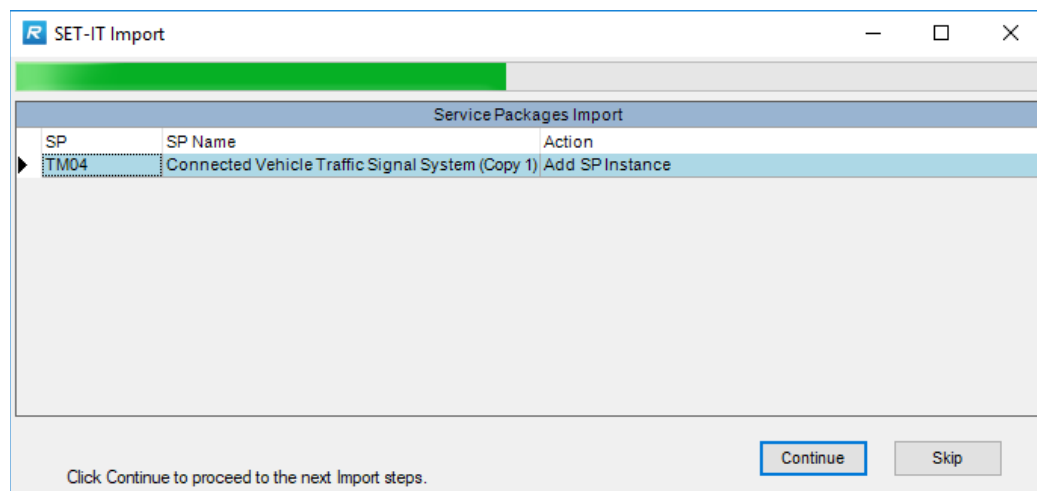 SET-IT Import
Service Packages Import
SP SP Name Action
TM04 Connected Vehicle Traffic Signal System (Copy 1) Add SP Instance
Continue Skip
Click Continue to proceed to the next Import steps.